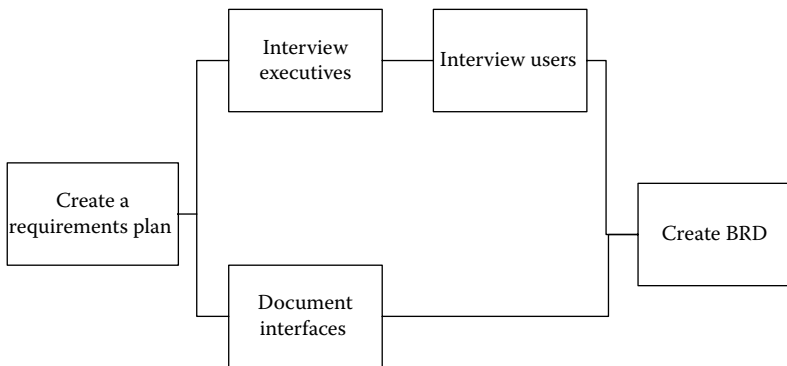 Interview
executives
Interview users
Create a
requirements plan
Create BRD
Document
interfaces